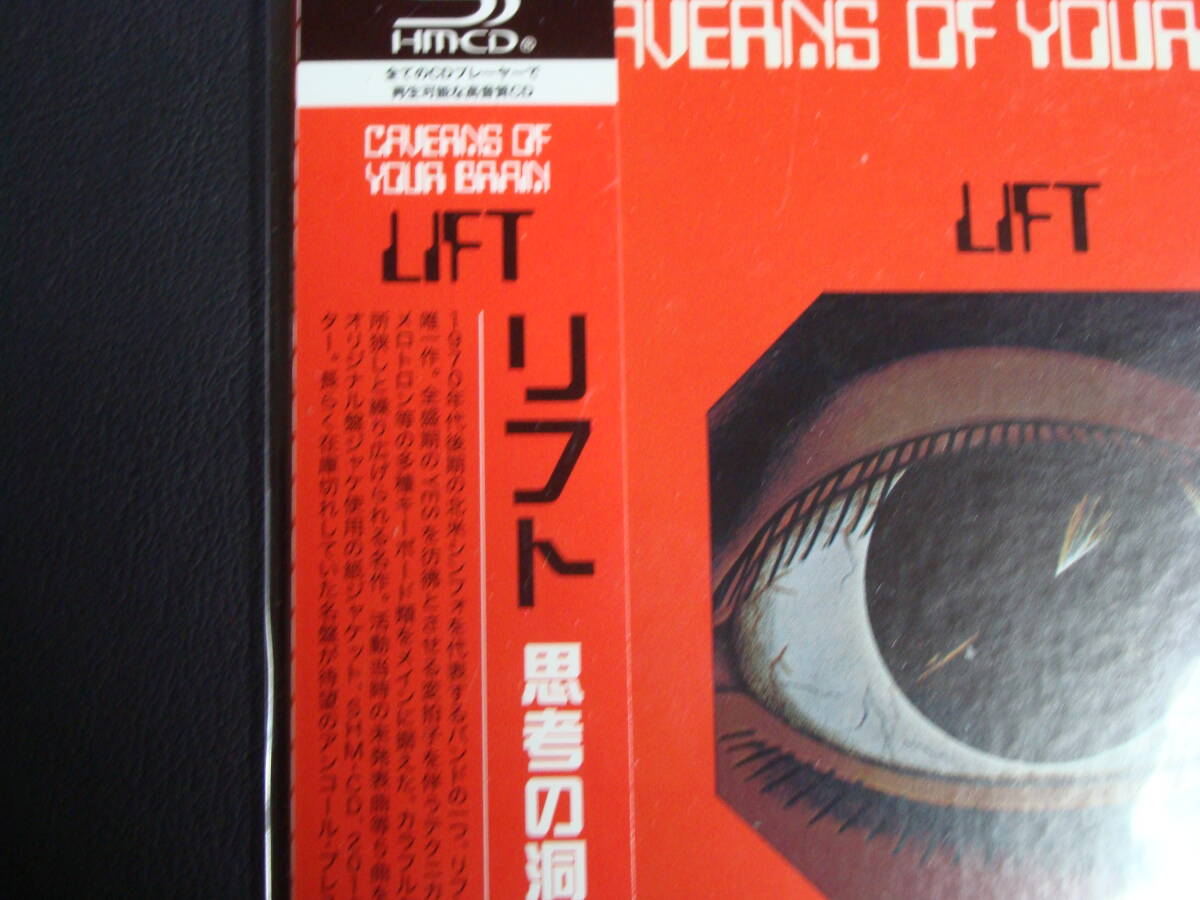 HMCD®
全てのCDプレーヤーで
再生可能な高音質CD
CAVERNS OF
YOUR BRAIN
LIFT
リフト
思考の洞
1970年代後期の北米シンフォを代表するバンドの一つ、リフ
唯一作。全盛期のYESを彷彿とさせる変拍子を伴うテクニカ
メロトロン等の多種キーボード類をメインに据えた、カラフル
所狭しと繰り広げられる名作。活動当時の未発表曲等5曲を
オリジナル盤ジャケ使用の紙ジャケット、SHM-CD、201
ター。長らく在庫切れしていた名盤が待望のアンコール・プレ
AVERNS OF YOUR
LIFT